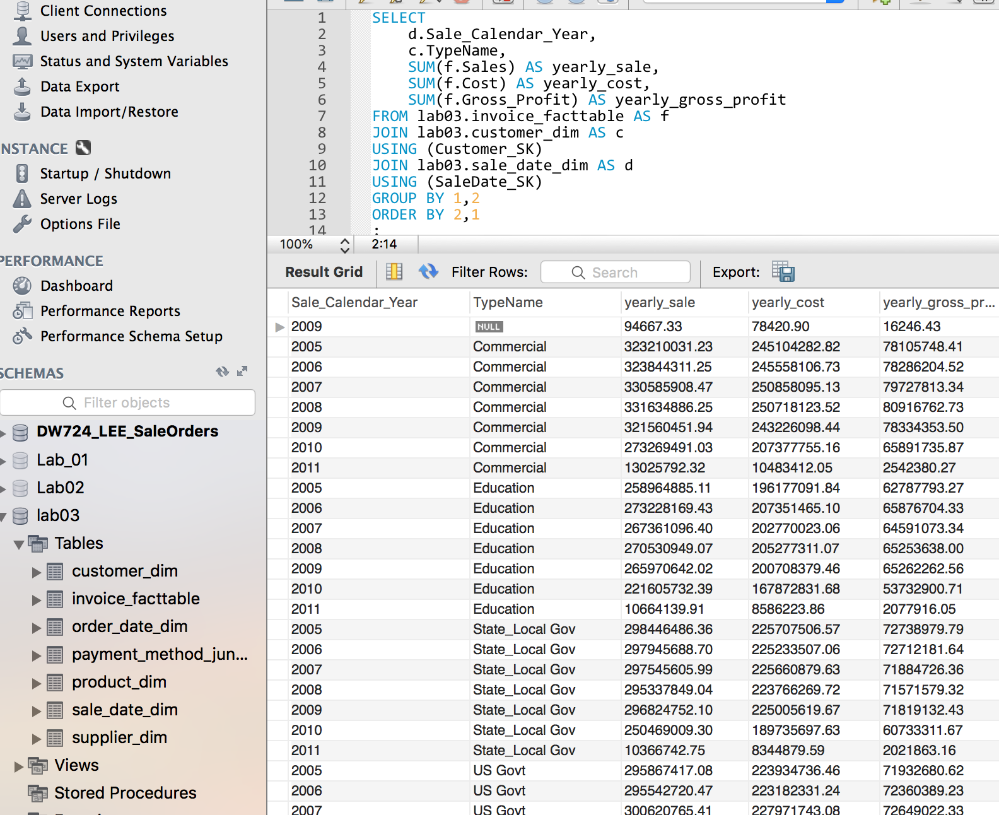 Client Connections
Users and Privileges
Status and System Variables
Data Export
Data Import/Restore
NSTANCE
Startup / Shutdown
Server Logs
Options File
PERFORMANCE
Dashboard
Performance Reports
Performance Schema Setup
SCHEMAS
Filter objects
DW724_LEE_SaleOrders
Lab_01
Lab02
lab03
Tables
customer_dim
invoice_facttable
order_date_dim
payment_method_jun...
product_dim
sale_date_dim
supplier_dim
Views
Stored Procedures
1 SELECT
2 d.Sale_Calendar_Year,
3 c.TypeName,
4 SUM(f.Sales) AS yearly_sale,
5 SUM(f.Cost) AS yearly_cost,
6 SUM(f.Gross_Profit) AS yearly_gross_profit
7 FROM lab03.invoice_facttable AS f
8 JOIN lab03.customer_dim AS c
9 USING (Customer_SK)
10 JOIN lab03.sale_date_dim AS d
11 USING (SaleDate_SK)
12 GROUP BY 1,2
13 ORDER BY 2,1
14 ;
100% 2:14
Result Grid Filter Rows: Search Export:
Sale_Calendar_Year TypeName yearly_sale yearly_cost yearly_gross_pr...
2009 NULL 94667.33 78420.90 16246.43
2005 Commercial 323210031.23 245104282.82 78105748.41
2006 Commercial 323844311.25 245558106.73 78286204.52
2007 Commercial 330585908.47 250858095.13 79727813.34
2008 Commercial 331634886.25 250718123.52 80916762.73
2009 Commercial 321560451.94 243226098.44 78334353.50
2010 Commercial 273269491.03 207377755.16 65891735.87
2011 Commercial 13025792.32 10483412.05 2542380.27
2005 Education 258964885.11 196177091.84 62787793.27
2006 Education 273228169.43 207351465.10 65876704.33
2007 Education 267361096.40 202770023.06 64591073.34
2008 Education 270530949.07 205277311.07 65253638.00
2009 Education 265970642.02 200708379.46 65262262.56
2010 Education 221605732.39 167872831.68 53732900.71
2011 Education 10664139.91 8586223.86 2077916.05
2005 State_Local Gov 298446486.36 225707506.57 72738979.79
2006 State_Local Gov 297945688.70 225233507.06 72712181.64
2007 State_Local Gov 297545605.99 225660879.63 71884726.36
2008 State_Local Gov 295337849.04 223766269.72 71571579.32
2009 State_Local Gov 296824752.10 225005619.67 71819132.43
2010 State_Local Gov 250469009.30 189735697.63 60733311.67
2011 State_Local Gov 10366742.75 8344879.59 2021863.16
2005 US Govt 295867417.08 223934736.46 71932680.62
2006 US Govt 295542720.47 223182331.24 72360389.23
2007 US Govt 300620765.41 227971743.08 72649022.33